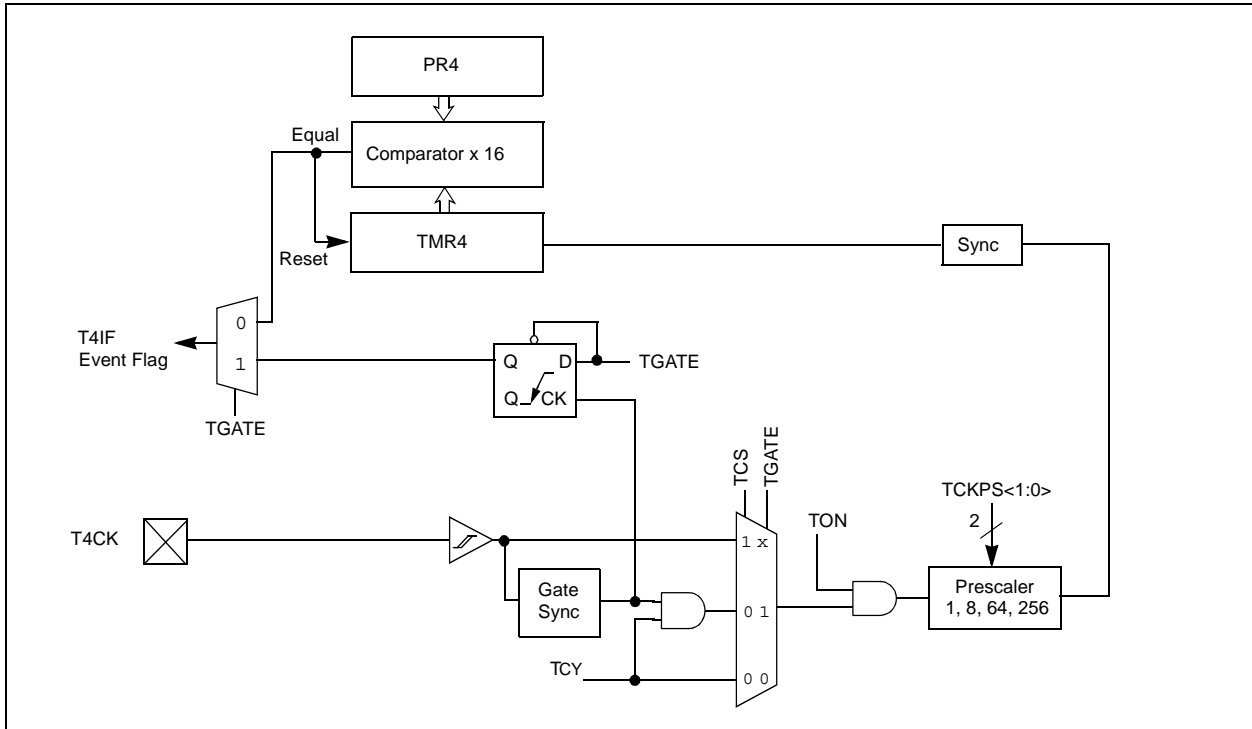 PR4
Equal
Comparator x 16
TMR4
Reset
Sync
0
T4IF
Event Flag
1
Q
D
TGATE
Q
CK
TGATE
TCS
TGATE
TCKPS<1:0>
2
TON
T4CK
1 x
Prescaler
1, 8, 64, 256
Gate
Sync
0 1
TCY
0 0